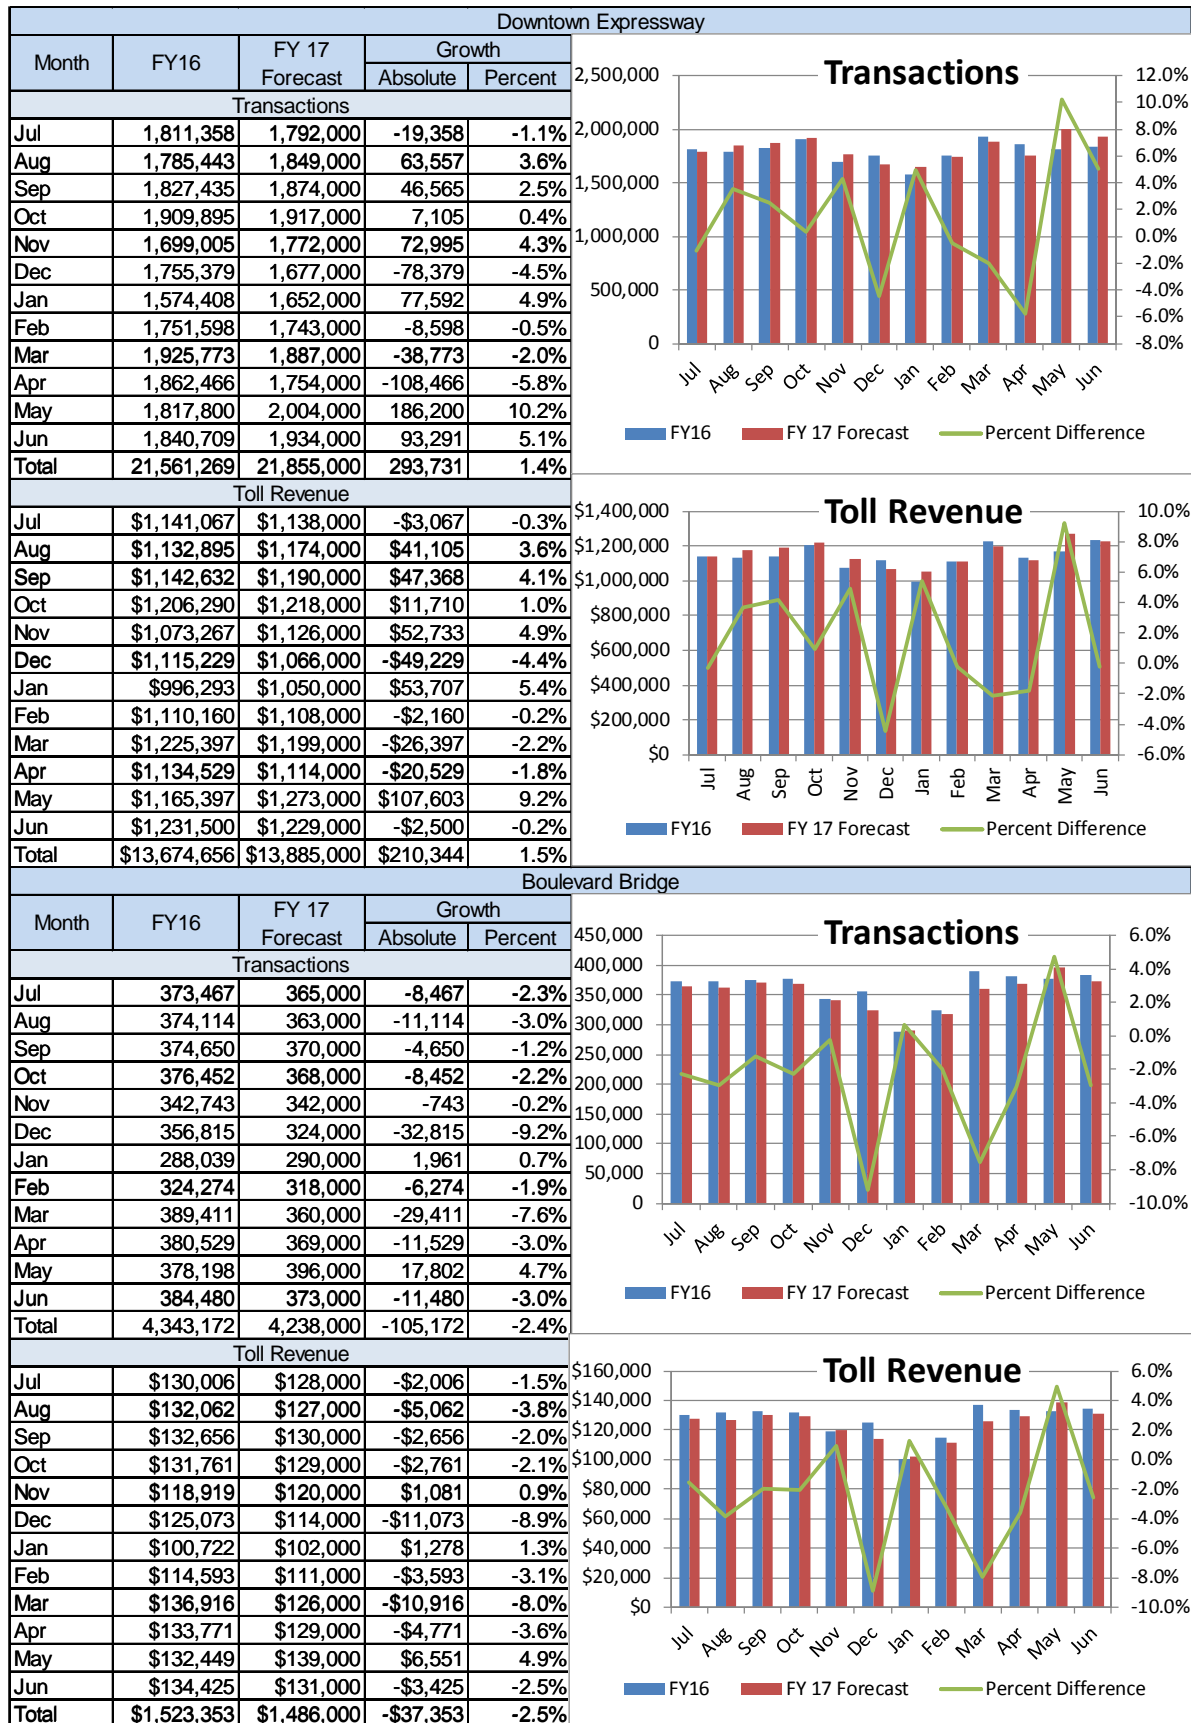 Downtown Expressway
Month FY16 FY 17 Forecast Growth
Absolute Percent
Transactions
Jul 1,811,358 1,792,000 -19,358 -1.1%
Aug 1,785,443 1,849,000 63,557 3.6%
Sep 1,827,435 1,874,000 46,565 2.5%
Oct 1,909,895 1,917,000 7,105 0.4%
Nov 1,699,005 1,772,000 72,995 4.3%
Dec 1,755,379 1,677,000 -78,379 -4.5%
Jan 1,574,408 1,652,000 77,592 4.9%
Feb 1,751,598 1,743,000 -8,598 -0.5%
Mar 1,925,773 1,887,000 -38,773 -2.0%
Apr 1,862,466 1,754,000 -108,466 -5.8%
May 1,817,800 2,004,000 186,200 10.2%
Jun 1,840,709 1,934,000 93,291 5.1%
Total 21,561,269 21,855,000 293,731 1.4%
Transactions
2,500,000
2,000,000
1,500,000
1,000,000
500,000
0
12.0%
10.0%
8.0%
6.0%
4.0%
2.0%
0.0%
-2.0%
-4.0%
-6.0%
-8.0%
Jul Aug Sep Oct Nov Dec Jan Feb Mar Apr May Jun
FY16 FY 17 Forecast Percent Difference
Toll Revenue
Jul $1,141,067 $1,138,000 -$3,067 -0.3%
Aug $1,132,895 $1,174,000 $41,105 3.6%
Sep $1,142,632 $1,190,000 $47,368 4.1%
Oct $1,206,290 $1,218,000 $11,710 1.0%
Nov $1,073,267 $1,126,000 $52,733 4.9%
Dec $1,115,229 $1,066,000 -$49,229 -4.4%
Jan $996,293 $1,050,000 $53,707 5.4%
Feb $1,110,160 $1,108,000 -$2,160 -0.2%
Mar $1,225,397 $1,199,000 -$26,397 -2.2%
Apr $1,134,529 $1,114,000 -$20,529 -1.8%
May $1,165,397 $1,273,000 $107,603 9.2%
Jun $1,231,500 $1,229,000 -$2,500 -0.2%
Total $13,674,656 $13,885,000 $210,344 1.5%
Toll Revenue
$1,400,000
$1,200,000
$1,000,000
$800,000
$600,000
$400,000
$200,000
$0
10.0%
8.0%
6.0%
4.0%
2.0%
0.0%
-2.0%
-4.0%
-6.0%
Jul Aug Sep Oct Nov Dec Jan Feb Mar Apr May Jun
FY16 FY 17 Forecast Percent Difference
Boulevard Bridge
Month FY16 FY 17 Forecast Growth
Absolute Percent
Transactions
Jul 373,467 365,000 -8,467 -2.3%
Aug 374,114 363,000 -11,114 -3.0%
Sep 374,650 370,000 -4,650 -1.2%
Oct 376,452 368,000 -8,452 -2.2%
Nov 342,743 342,000 -743 -0.2%
Dec 356,815 324,000 -32,815 -9.2%
Jan 288,039 290,000 1,961 0.7%
Feb 324,274 318,000 -6,274 -1.9%
Mar 389,411 360,000 -29,411 -7.6%
Apr 380,529 369,000 -11,529 -3.0%
May 378,198 396,000 17,802 4.7%
Jun 384,480 373,000 -11,480 -3.0%
Total 4,343,172 4,238,000 -105,172 -2.4%
Transactions
450,000
400,000
350,000
300,000
250,000
200,000
150,000
100,000
50,000
0
6.0%
4.0%
2.0%
0.0%
-2.0%
-4.0%
-6.0%
-8.0%
-10.0%
Jul Aug Sep Oct Nov Dec Jan Feb Mar Apr May Jun
FY16 FY 17 Forecast Percent Difference
Toll Revenue
Jul $130,006 $128,000 -$2,006 -1.5%
Aug $132,062 $127,000 -$5,062 -3.8%
Sep $132,656 $130,000 -$2,656 -2.0%
Oct $131,761 $129,000 -$2,761 -2.1%
Nov $118,919 $120,000 $1,081 0.9%
Dec $125,073 $114,000 -$11,073 -8.9%
Jan $100,722 $102,000 $1,278 1.3%
Feb $114,593 $111,000 -$3,593 -3.1%
Mar $136,916 $126,000 -$10,916 -8.0%
Apr $133,771 $129,000 -$4,771 -3.6%
May $132,449 $139,000 $6,551 4.9%
Jun $134,425 $131,000 -$3,425 -2.5%
Total $1,523,353 $1,486,000 -$37,353 -2.5%
Toll Revenue
$160,000
$140,000
$120,000
$100,000
$80,000
$60,000
$40,000
$20,000
$0
6.0%
4.0%
2.0%
0.0%
-2.0%
-4.0%
-6.0%
-8.0%
-10.0%
Jul Aug Sep Oct Nov Dec Jan Feb Mar Apr May Jun
FY16 FY 17 Forecast Percent Difference